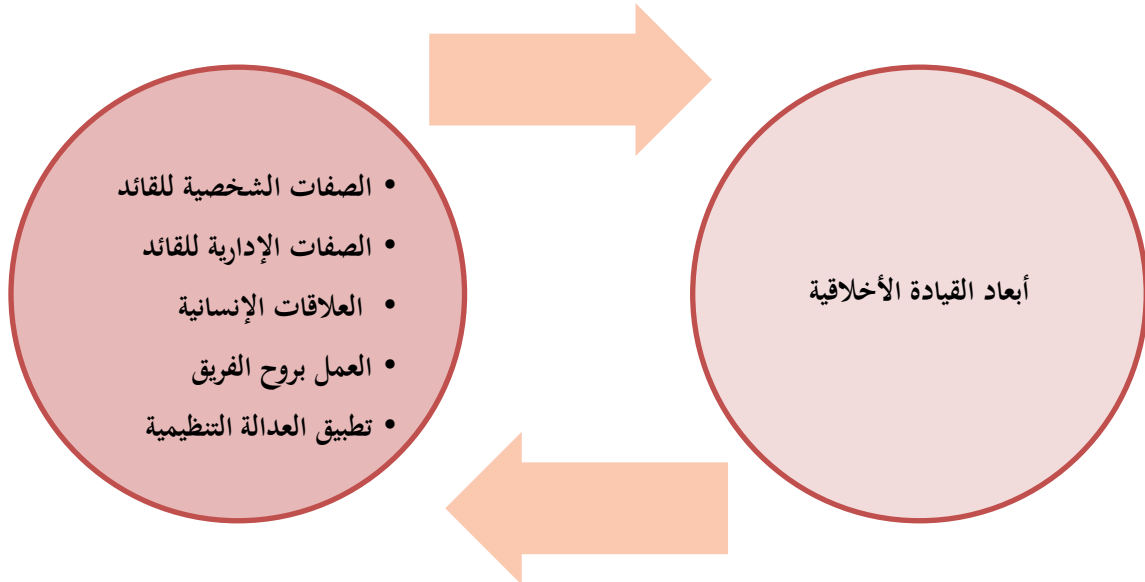 أبعاد القيادة الأخلاقية
• الصفات الشخصية للقائد
• الصفات الإدارية للقائد
• العلاقات الإنسانية
• العمل بروح الفريق
• تطبيق العدالة التنظيمية